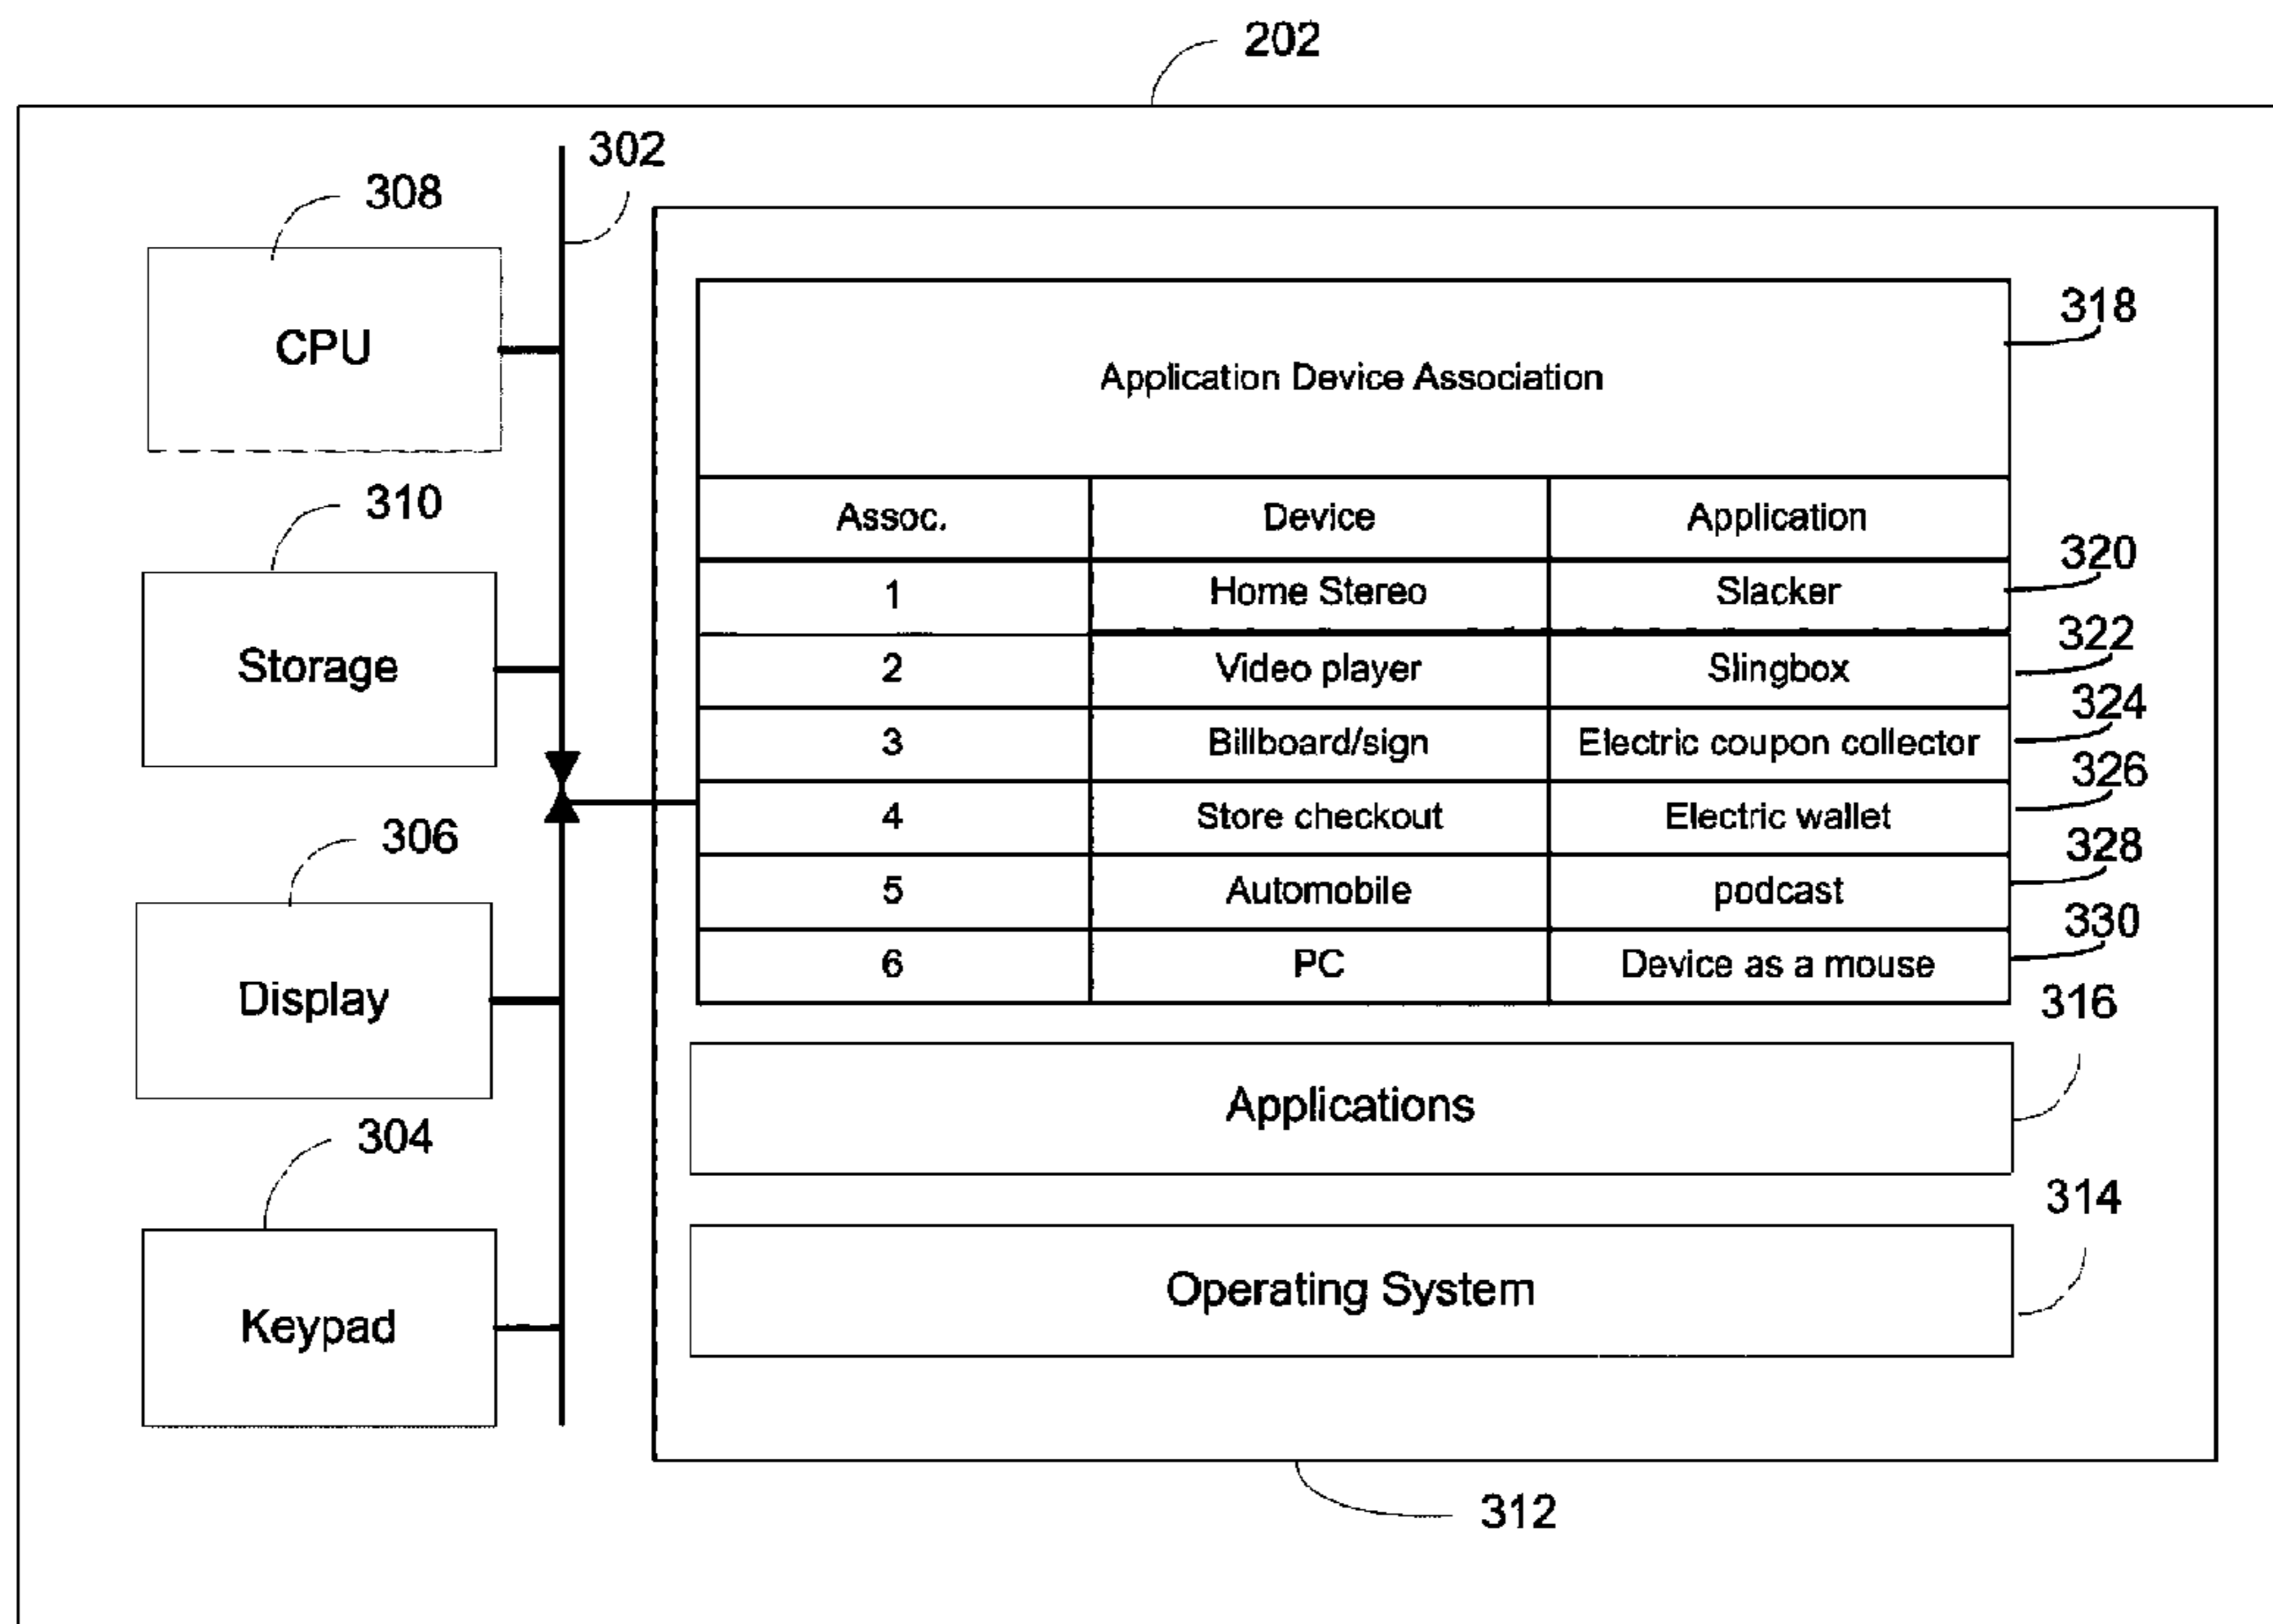 202
302
308
CPU
318
Application Device Association
310
Storage
Assoc. Device Application
320
1 Home Stereo Slacker
322
2 Video player Slingbox
324
3 Billboard/sign Electric coupon collector
326
4 Store checkout Electric wallet
328
5 Automobile podcast
330
6 PC Device as a mouse
306
Display
316
Applications
304
Keypad
314
Operating System
312